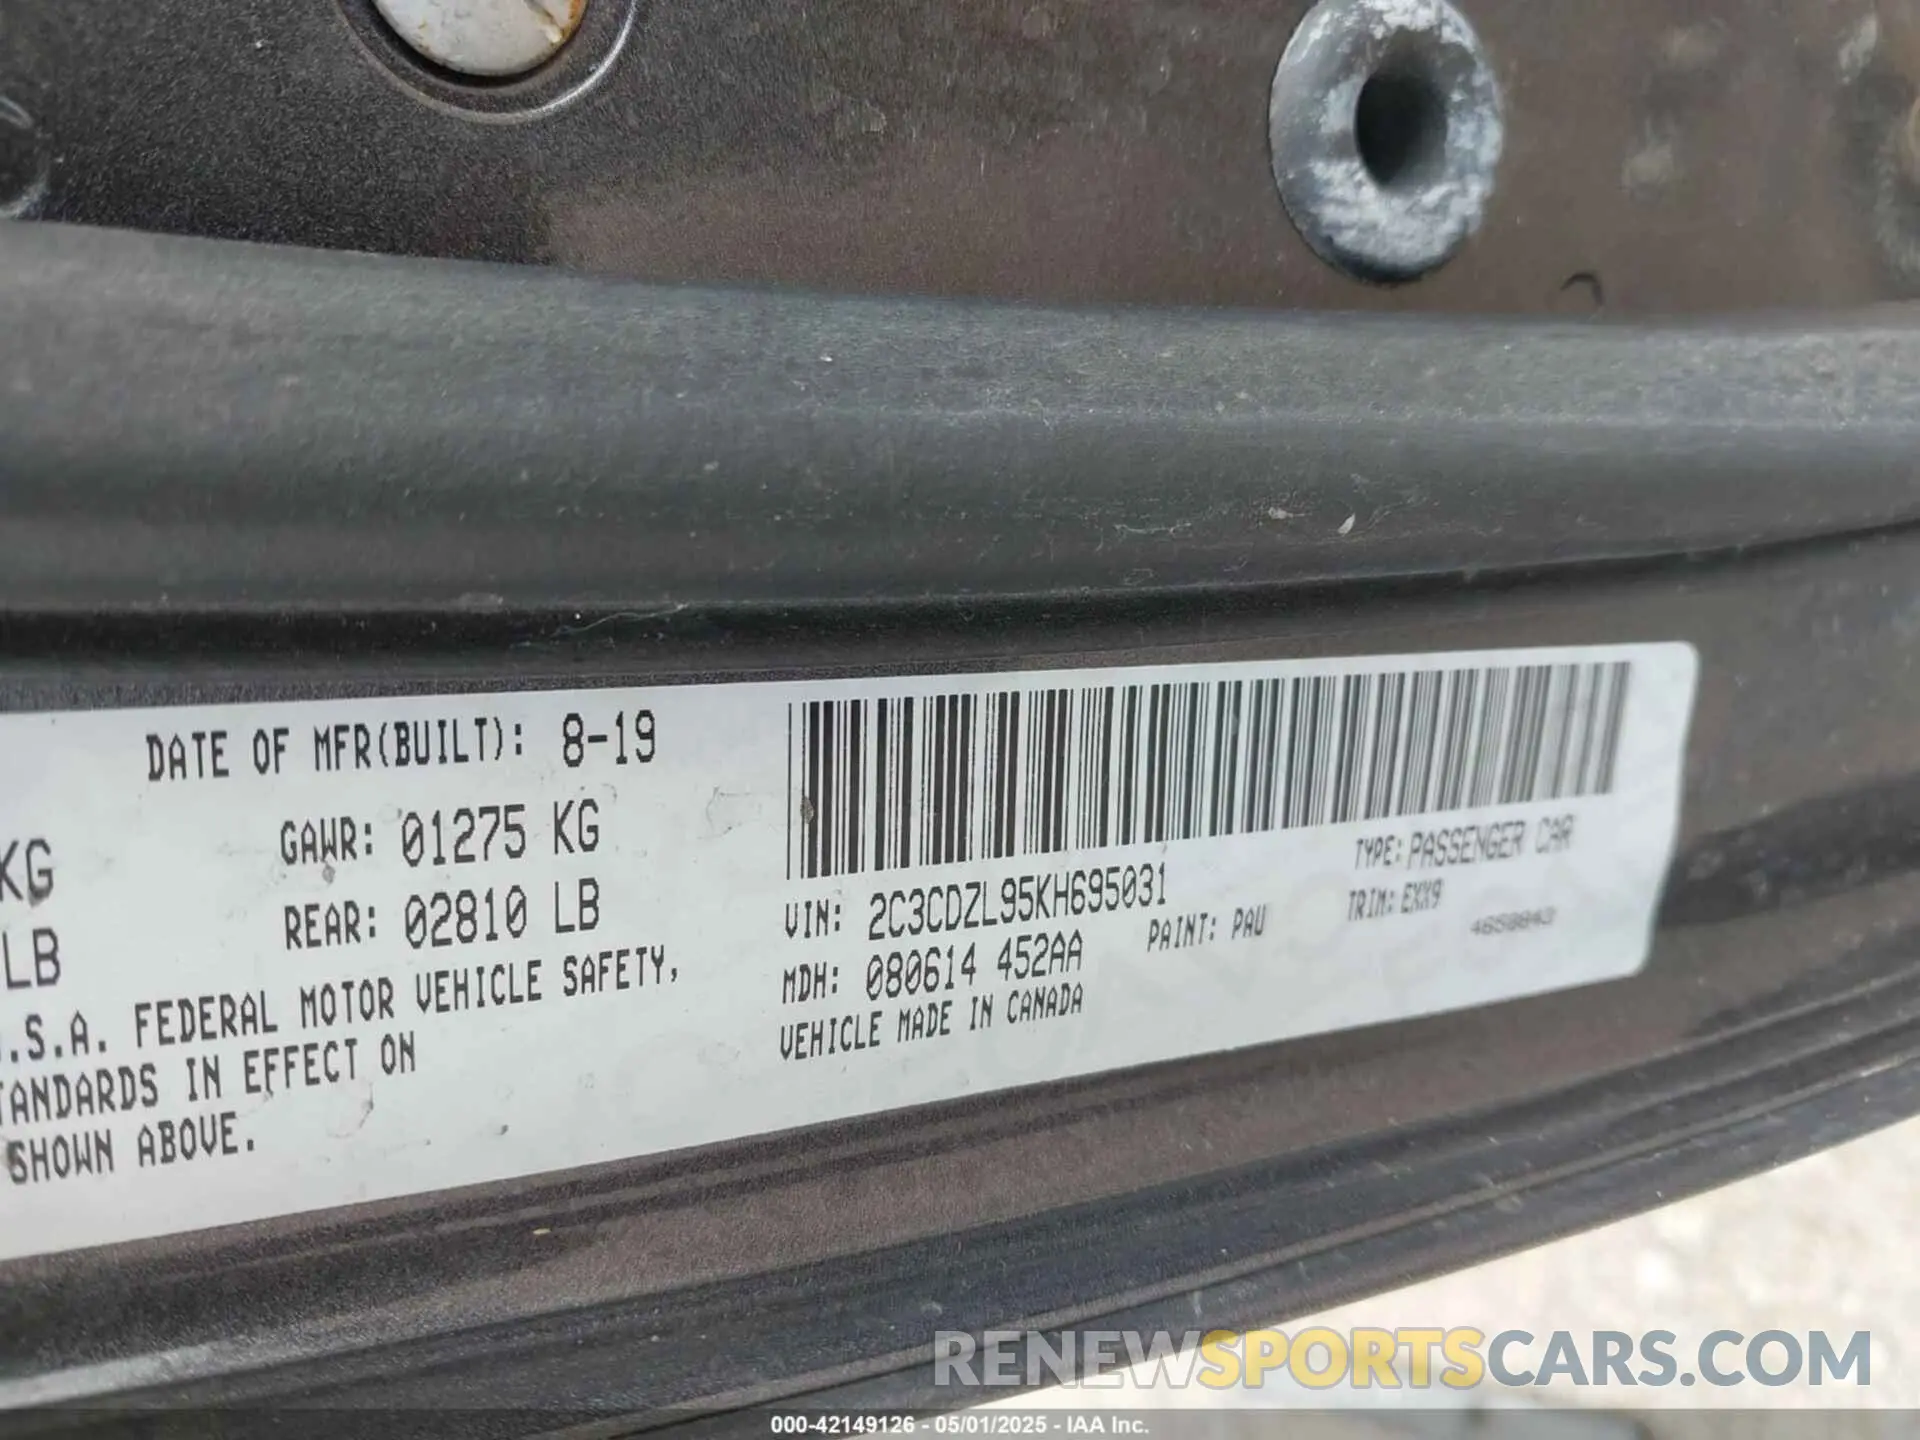 DATE OF MFR(BUILT): 8-19
KG GAWR: 01275 KG
LB REAR: 02810 LB
.S.A. FEDERAL MOTOR VEHICLE SAFETY,
TANDARDS IN EFFECT ON
SHOWN ABOVE.
VIN: 2C3CDZL95KH695031
TYPE: PASSENGER CAR
MDH: 080614 452AA
PAINT: PAU
TRIM: EXX9
VEHICLE MADE IN CANADA
RENEWSPORTSCARS.COM
000-42149126 - 05/01/2025 - IAA Inc.